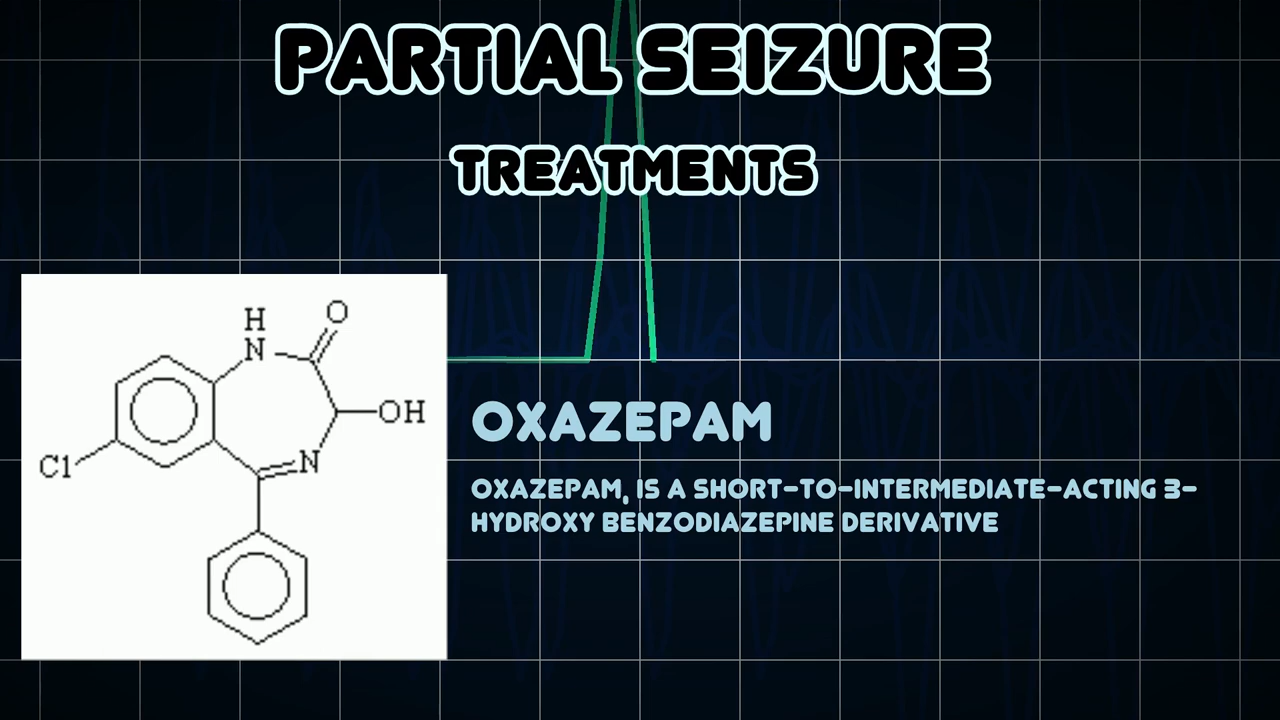 PARTIAL SEIZURE
TREATMENTS
H
N
O
OH
Cl
N
OXAZEPAM
OXAZEPAM, IS A SHORT-TO-INTERMEDIATE-ACTING 3-
HYDROXY BENZODIAZEPINE DERIVATIVE